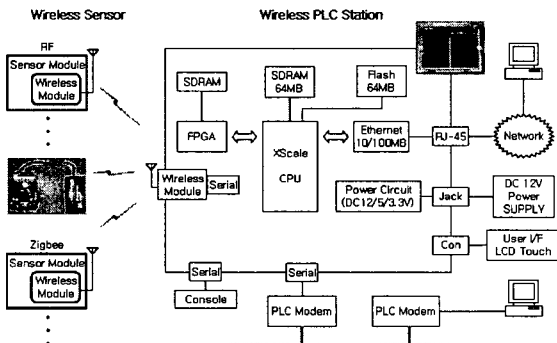 Wireless Sensor
Wireless PLC Station
RF
Sensor Module
Wireless
Module
Zigbee
Sensor Module
Wireless
Module
SDRAM
FPGA
SDRAM
64MB
Flash
64MB
XScale
CPU
Ethernet
10/100MB
RJ-45
Network
Wireless
Module
Serial
Power Circuit
(DC12/5/3.3V)
Jack
DC 12V
Power
SUPPLY
Con
User I/F
LCD Touch
Serial
Console
Serial
PLC Modem
PLC Modem